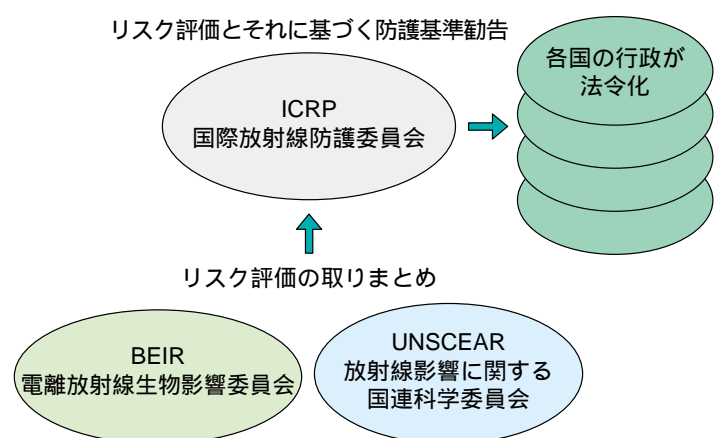 リスク評価とそれに基づく防護基準勧告
各国の行政が
法令化
ICRP
国際放射線防護委員会
リスク評価の取りまとめ
BEIR
電離放射線生物影響委員会
UNSCEAR
放射線影響に関する
国連科学委員会